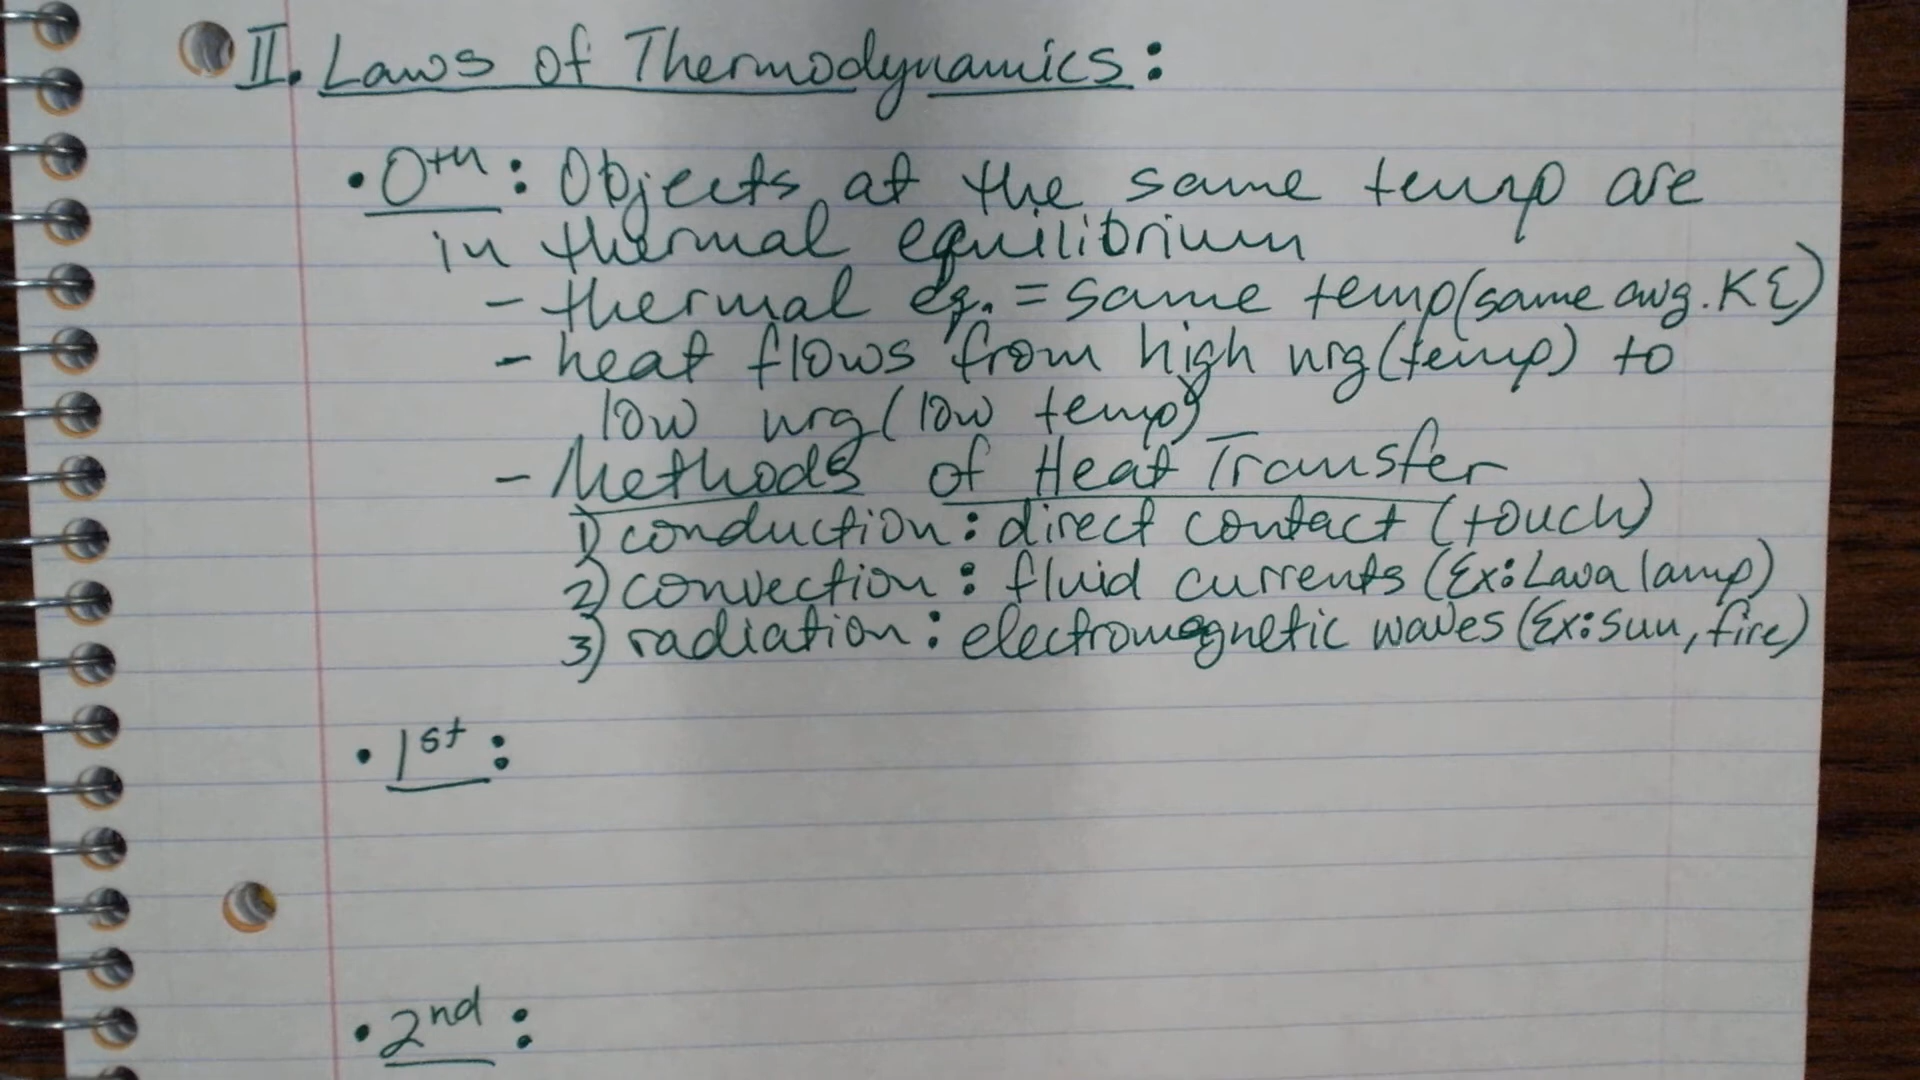 II. Laws of Thermodynamics:
• 0th: Objects at the same temp are
in thermal equilibrium
- thermal eq. = same temp (same avg. KE)
- heat flows from high nrg (temp) to
low nrg (low temp)
- Methods of Heat Transfer
1) conduction: direct contact (touch)
2) convection: fluid currents (Ex: Lava lamp)
3) radiation: electromagnetic waves (Ex: sun, fire)
• 1st:
• 2nd: